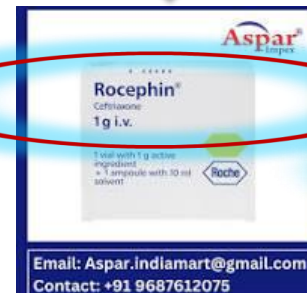 Aspar®
Impex
Rocephin®
Ceftriaxone
1g i.v.
1 vial with 1 g active
ingredient
+ 1 ampoule with 10 ml
solvent
Roche
Email: Aspar.indiamart@gmail.com
Contact: +91 9687612075